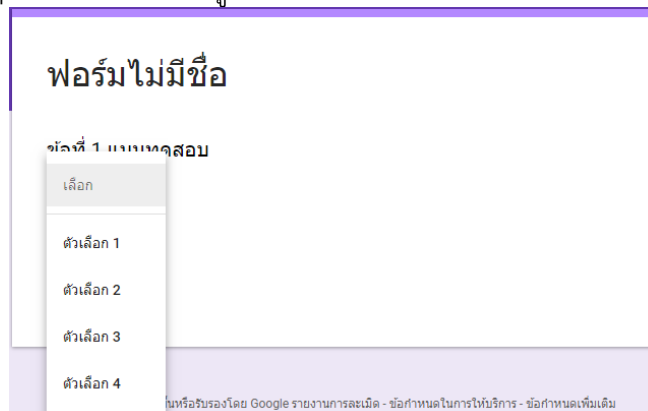 ฟอร์มไม่มีชื่อ
ข้อที่ 1 แบบทดสอบ
เลือก
ตัวเลือก 1
ตัวเลือก 2
ตัวเลือก 3
ตัวเลือก 4
หรือรับรองโดย Google รายงานการละเมิด - ข้อกำหนดในการให้บริการ - ข้อกำหนดเพิ่มเติม